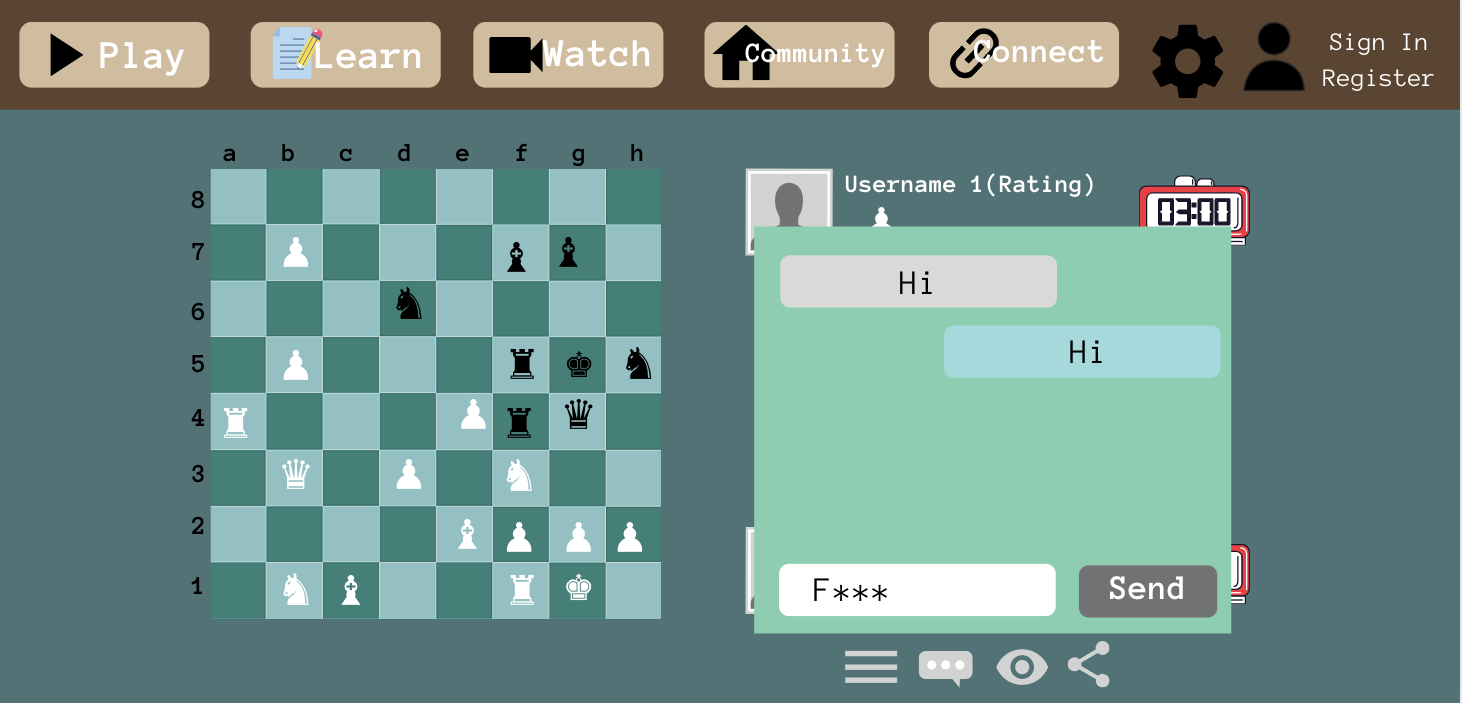 Play
Learn
Watch
Community
Connect
Sign In
Register
a b c d e f g h
8
7
6
5
4
3
2
1
Username 1(Rating)
03:00
Hi
Hi
F***
Send